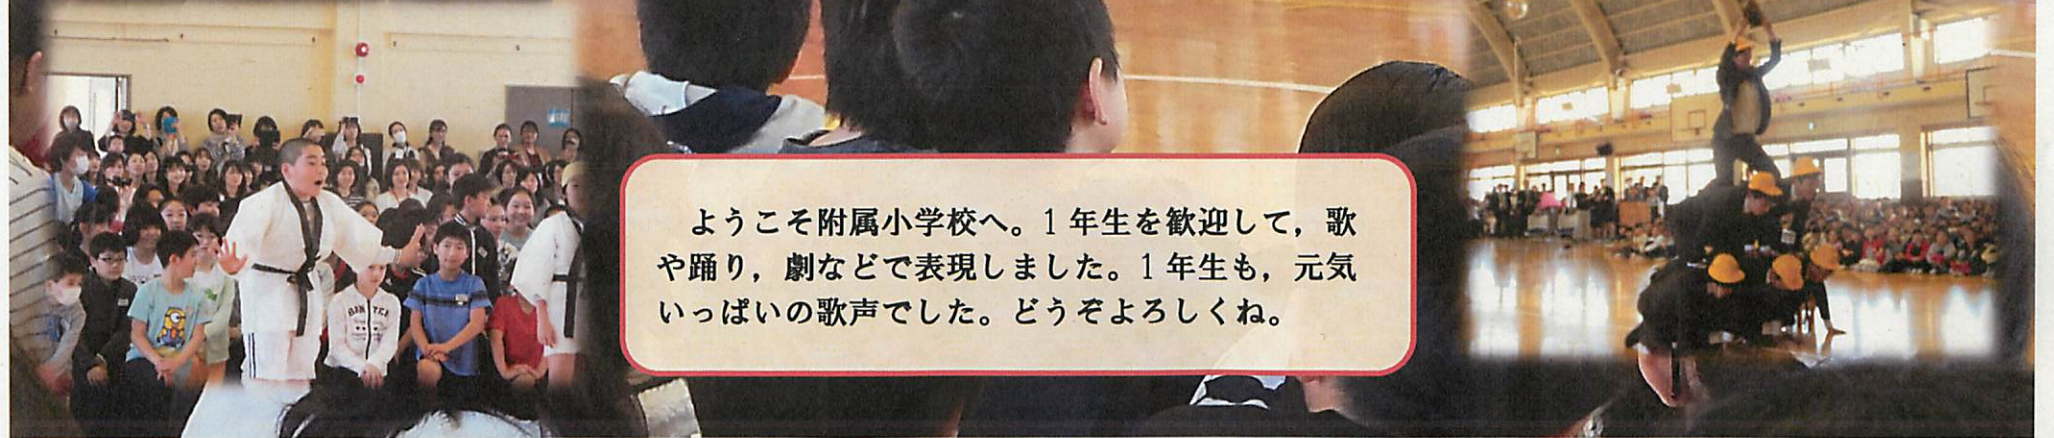 ようこそ附属小学校へ。1年生を歓迎して，歌
や踊り，劇などで表現しました。1年生も，元気
いっぱいの歌声でした。どうぞよろしくね。